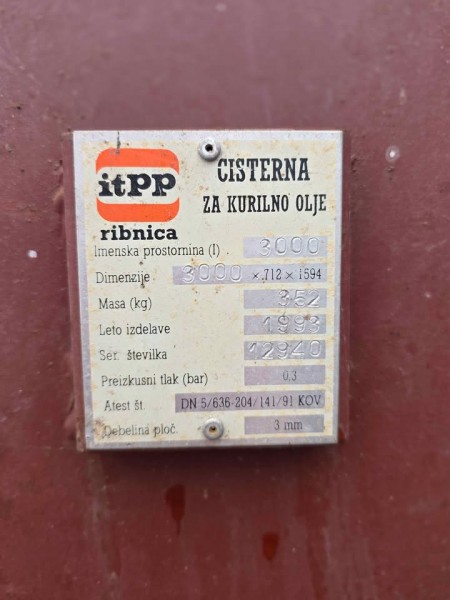 itPP
ribnica
CISTERNA
ZA KURILNO OLJE
Imenska prostornina (l) 3000
Dimenzije 3000 × 712 × 1594
Masa (kg) 352
Leto izdelave 1993
Ser. številka 12940
Preizkusni tlak (bar) 0,3
Atest št. DN 5/636-204/141/91 KOV
Debelina ploč. 3 mm